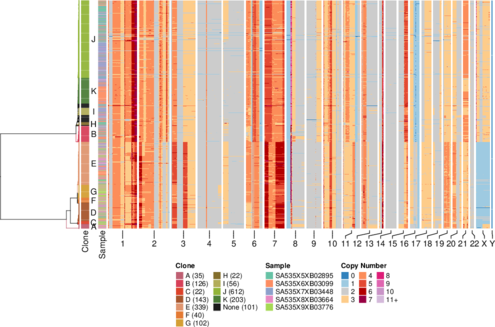 J
K
I
H
B
E
G
D
C
A
Clone
Sample
1 2 3 4 5 6 7 8 9 10 11 12 13 14 15 16 17 18 19 20 21 22 X Y
Clone
A (35)
B (126)
C (22)
D (143)
E (339)
F (40)
G (102)
H (22)
I (56)
J (612)
K (203)
None (101)
Sample
SA535X5XB02895
SA535X6XB03099
SA535X7XB03448
SA535X8XB03664
SA535X9XB03776
Copy Number
0
1
2
3
4
5
6
7
8
9
10
11+